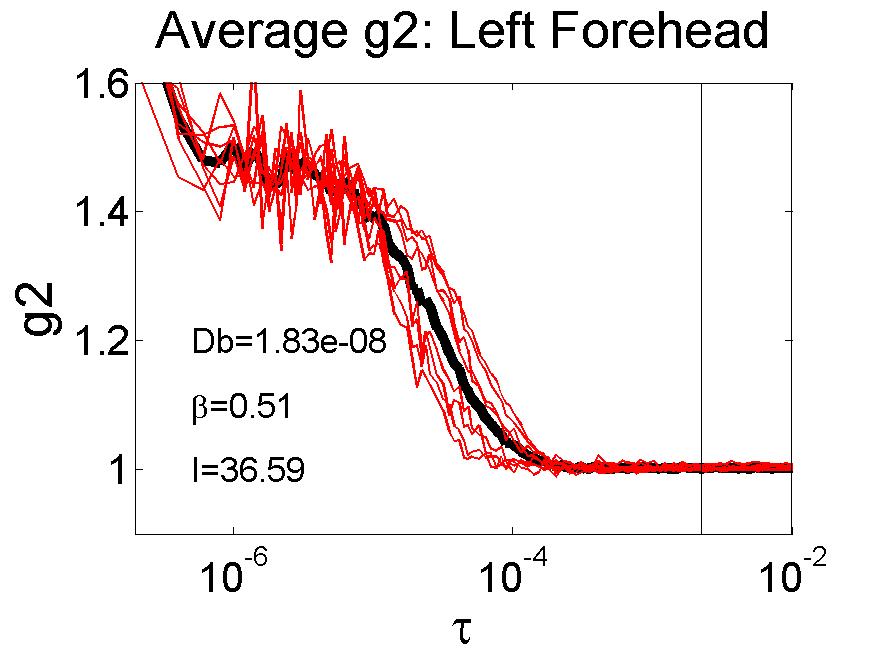 Average g2: Left Forehead
1.6
1.4
1.2
1
g2
Db=1.83e-08
β=0.51
I=36.59
10^-6
10^-4
10^-2
τ